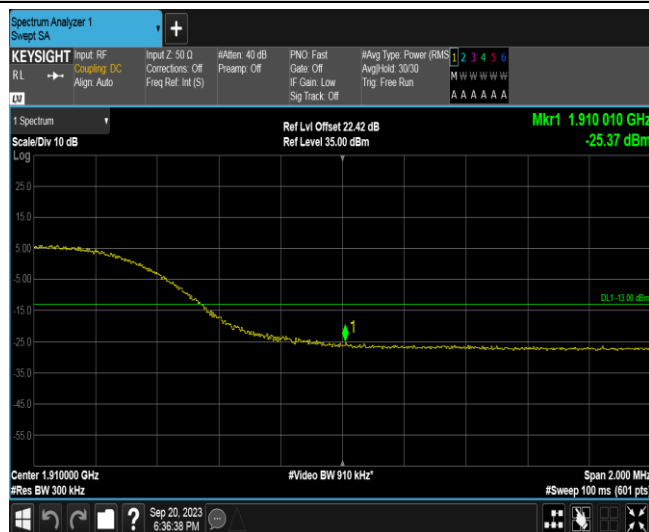 Spectrum Analyzer 1
Swept SA
+
KEYSIGHT Input: RF Input Z: 50 Ω #Atten: 40 dB PNO: Fast #Avg Type: Power (RMS 1 2 3 4 5 6
RL Coupling: DC Corrections: Off Preamp: Off Gate: Off Avg|Hold: 30/30 M W W W W W
Align: Auto Freq Ref: Int (S) IF Gain: Low Trig: Free Run
Sig Track: Off A A A A A A
LXI
1 Spectrum Ref Lvl Offset 22.42 dB Mkr1 1.910 010 GHz
Scale/Div 10 dB Ref Level 35.00 dBm -25.37 dBm
Log
25.0
15.0
5.00
-5.00
DL1 -13.00 dBm
-15.0
1
-25.0
-35.0
-45.0
-55.0
Center 1.910000 GHz #Video BW 910 kHz* Span 2.000 MHz
#Res BW 300 kHz #Sweep 100 ms (601 pts)
? Sep 20, 2023
6:36:38 PM